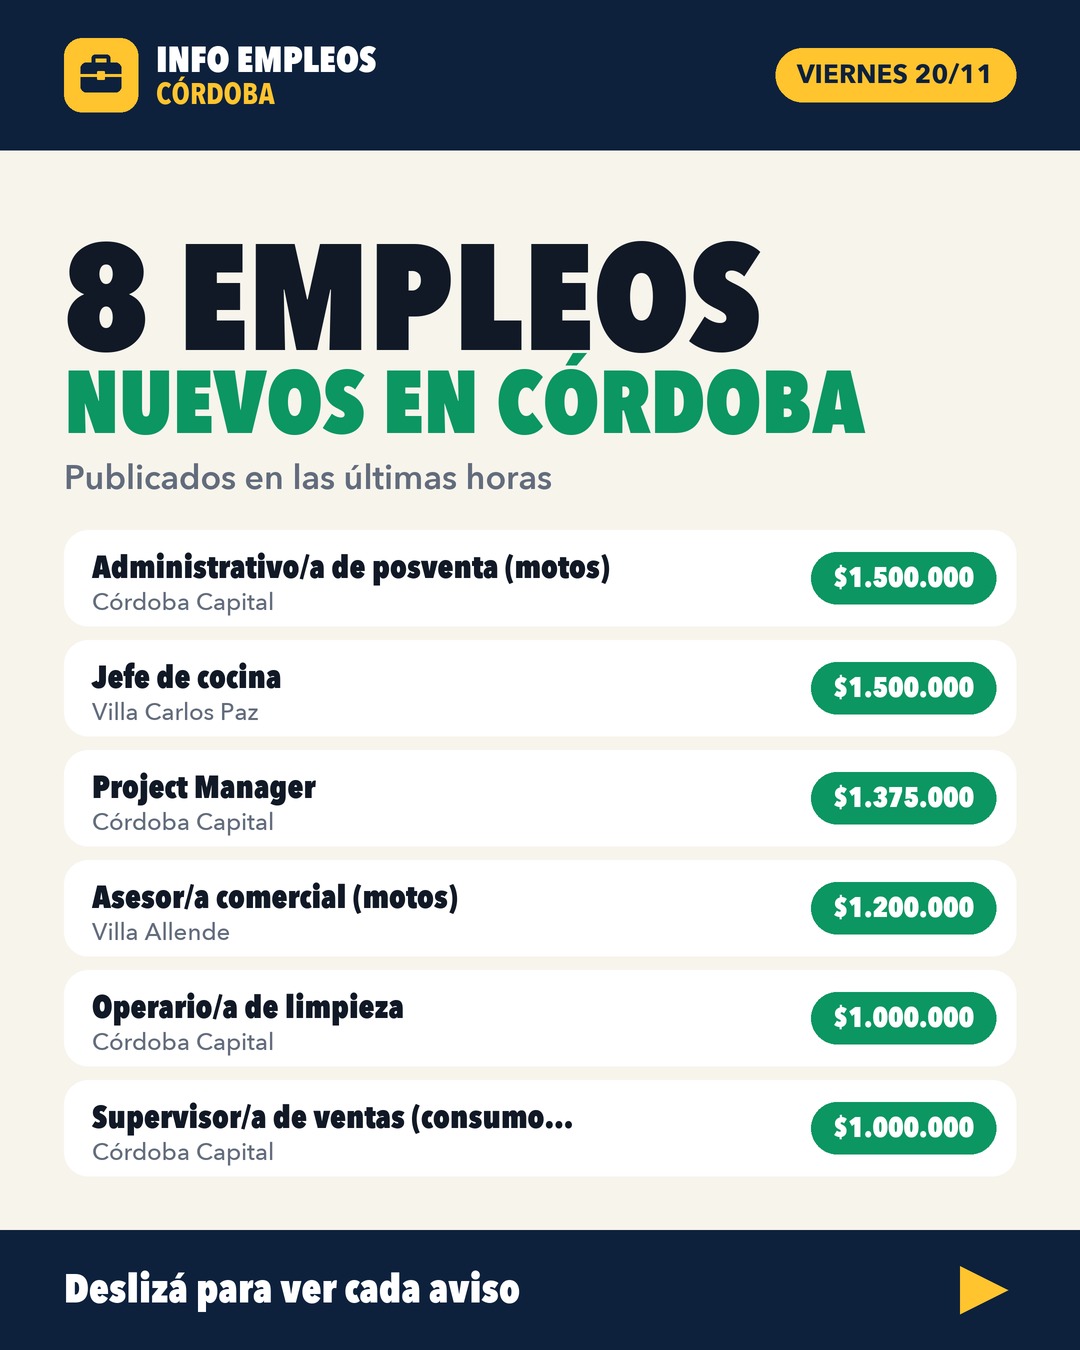 INFO EMPLEOS
CÓRDOBA
VIERNES 20/11
8 EMPLEOS
NUEVOS EN CÓRDOBA
Publicados en las últimas horas
Administrativo/a de posventa (motos)
Córdoba Capital
$1.500.000
Jefe de cocina
Villa Carlos Paz
$1.500.000
Project Manager
Córdoba Capital
$1.375.000
Asesor/a comercial (motos)
Villa Allende
$1.200.000
Operario/a de limpieza
Córdoba Capital
$1.000.000
Supervisor/a de ventas (consumo...
Córdoba Capital
$1.000.000
Deslizá para ver cada aviso